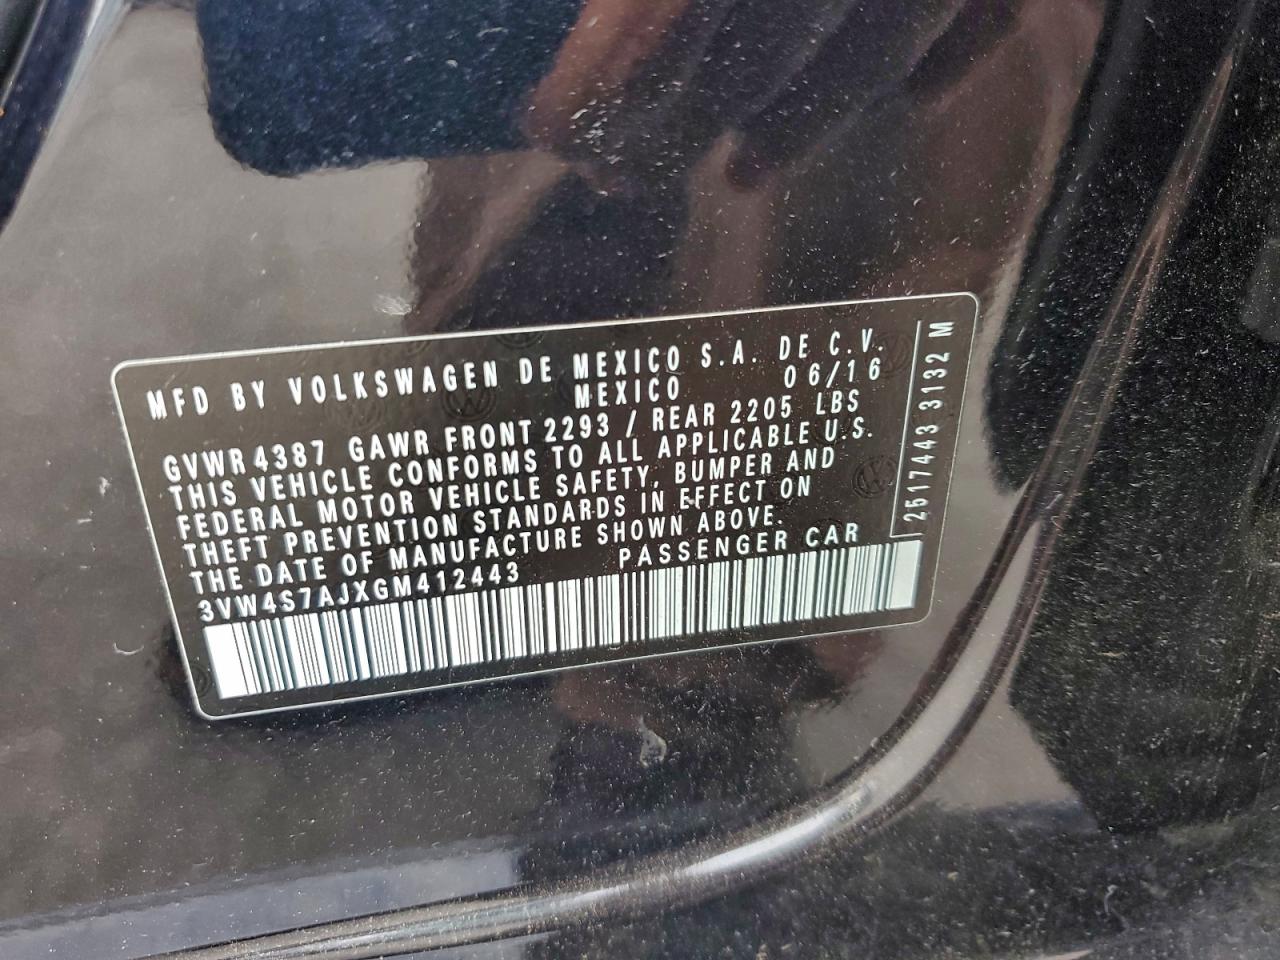 MFD BY VOLKSWAGEN DE MEXICO S.A. DE C.V.
MEXICO 06/16
GVWR 4387 GAWR FRONT 2293 / REAR 2205 LBS
THIS VEHICLE CONFORMS TO ALL APPLICABLE U.S.
FEDERAL MOTOR VEHICLE SAFETY, BUMPER AND
THEFT PREVENTION STANDARDS IN EFFECT ON
THE DATE OF MANUFACTURE SHOWN ABOVE.
3VW4S7AJXGM412443 PASSENGER CAR
2517443 3132 M